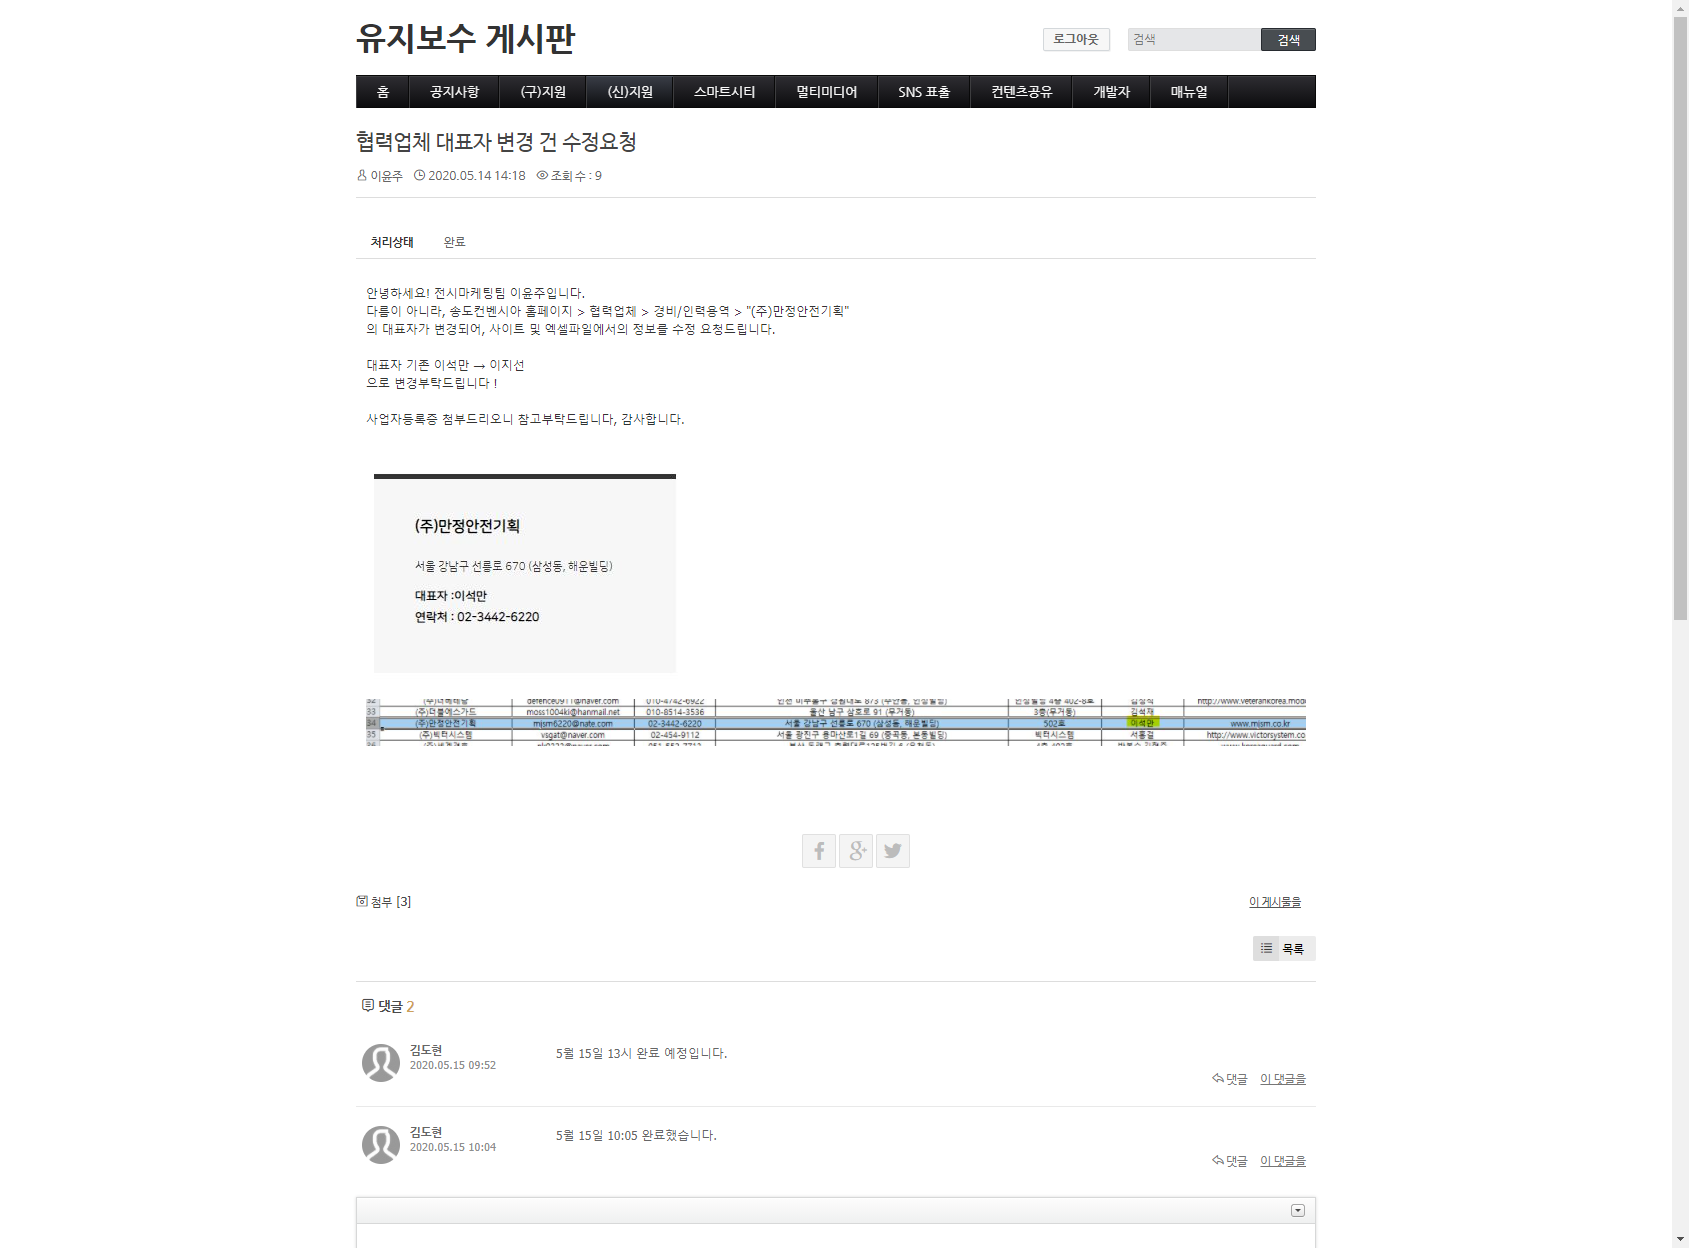 유지보수 게시판
로그아웃
검색
검색
홈 공지사항 (구)지원 (신)지원 스마트시티 멀티미디어 SNS 표출 컨텐츠공유 개발자 매뉴얼
협력업체 대표자 변경 건 수정요청
이윤주 2020.05.14 14:18 조회 수 : 9
처리상태 완료
안녕하세요! 전시마케팅팀 이윤주입니다.
다름이 아니라, 송도컨벤시아 홈페이지 > 협력업체 > 경비/인력용역 > "(주)만정안전기획"
의 대표자가 변경되어, 사이트 및 엑셀파일에서의 정보를 수정 요청드립니다.
대표자 기존 이석만 → 이지선
으로 변경부탁드립니다 !
사업자등록증 첨부드리오니 참고부탁드립니다, 감사합니다.
(주)만정안전기획
서울 강남구 선릉로 670 (삼성동, 해운빌딩)
대표자 :이석만
연락처 : 02-3442-6220
33 (주)더블에스가드 moss1004ki@hanmail.net 010-8514-3536 울산 남구 삼호로 91 (무거동) 3층(무거동) 김석재
34 (주)만정안전기획 mjsm6220@nate.com 02-3442-6220 서울 강남구 선릉로 670 (삼성동, 해운빌딩) 502호 이석만 www.mjsm.co.kr
35 (주)빅터시스템 vsgat@naver.com 02-454-9112 서울 광진구 용마산로1길 69 (중곡동, 본동빌딩) 빅터시스템 서홍걸 http://www.victorsystem.co
첨부 [3]
이 게시물을
목록
댓글 2
김도현
2020.05.15 09:52
5월 15일 13시 완료 예정입니다.
댓글 이 댓글을
김도현
2020.05.15 10:04
5월 15일 10:05 완료했습니다.
댓글 이 댓글을